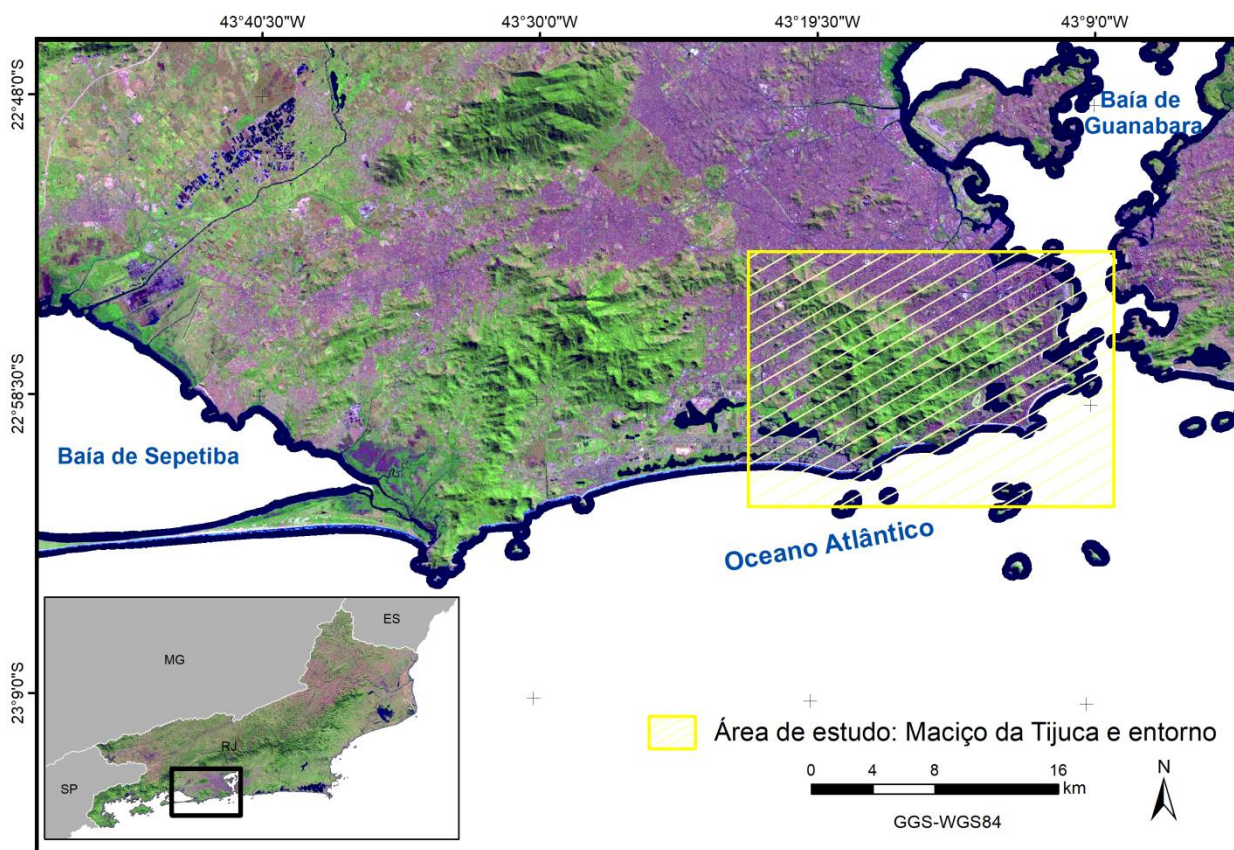 43°40'30"W
43°30'0"W
43°19'30"W
43°9'0"W
22°48'0"S
22°58'30"S
23°9'0"S
Baía de
Guanabara
Baía de Sepetiba
Oceano Atlântico
ES
MG
RJ
SP
Área de estudo: Maciço da Tijuca e entorno
0 4 8 16
km
GGS-WGS84
N